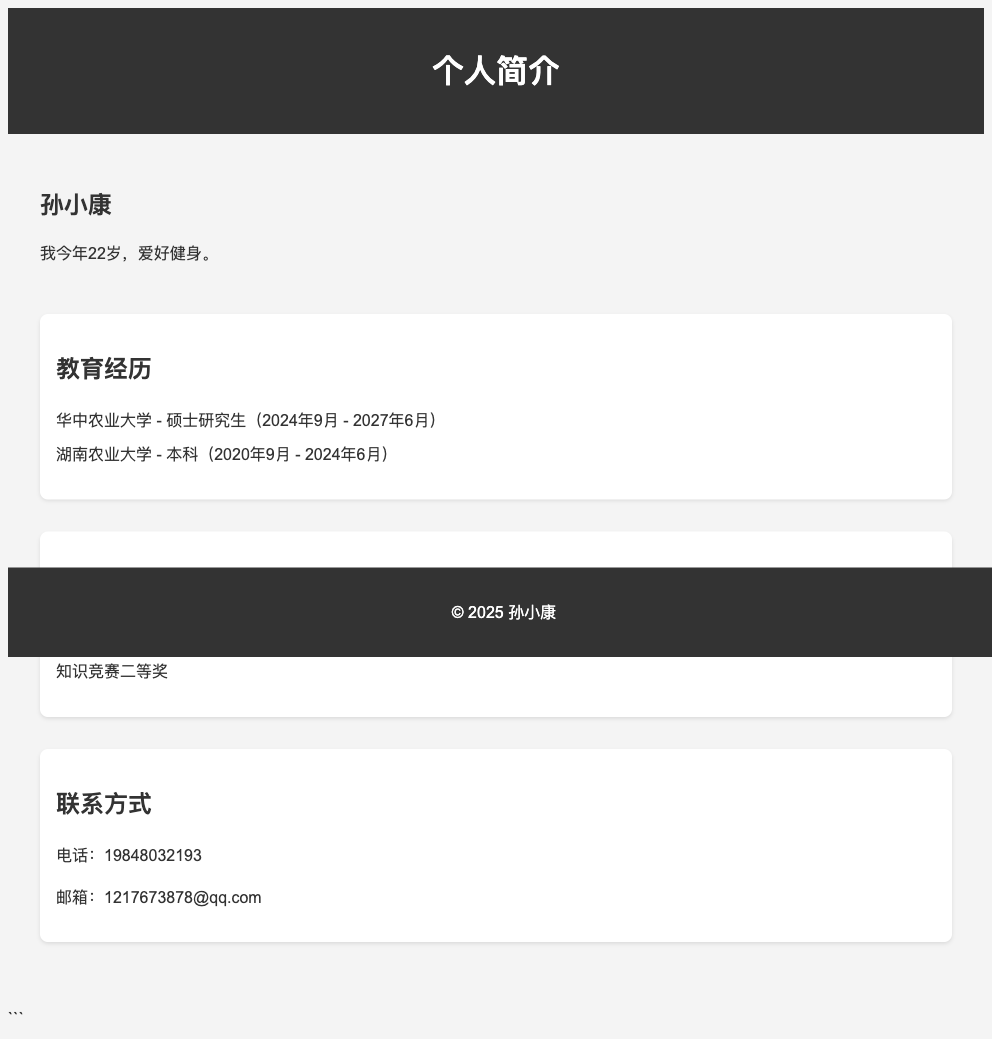 个人简介
孙小康
我今年22岁，爱好健身。
教育经历
华中农业大学 - 硕士研究生（2024年9月 - 2027年6月）
湖南农业大学 - 本科（2020年9月 - 2024年6月）
© 2025 孙小康
知识竞赛二等奖
联系方式
电话：19848032193
邮箱：1217673878@qq.com
```